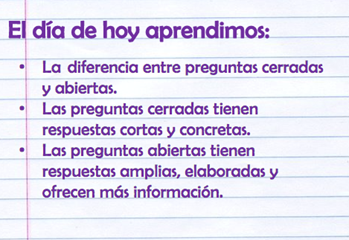 El día de hoy aprendimos:
• La diferencia entre preguntas cerradas
y abiertas.
• Las preguntas cerradas tienen
respuestas cortas y concretas.
• Las preguntas abiertas tienen
respuestas amplias, elaboradas y
ofrecen más información.